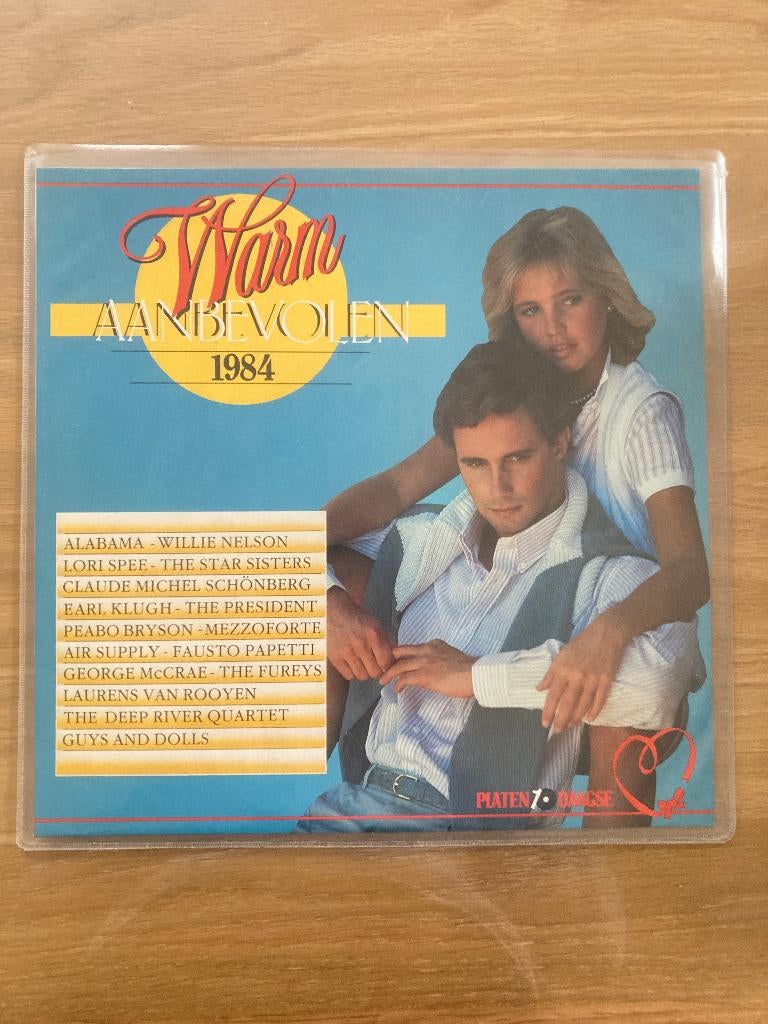 Warm
AANBEVOLEN
1984
ALABAMA - WILLIE NELSON
LORI SPEE - THE STAR SISTERS
CLAUDE MICHEL SCHÖNBERG
EARL KLUGH - THE PRESIDENT
PEABO BRYSON - MEZZOFORTE
AIR SUPPLY - FAUSTO PAPETTI
GEORGE McCRAE - THE FUREYS
LAURENS VAN ROOYEN
THE DEEP RIVER QUARTET
GUYS AND DOLLS
PLATEN 10 DAAGSE